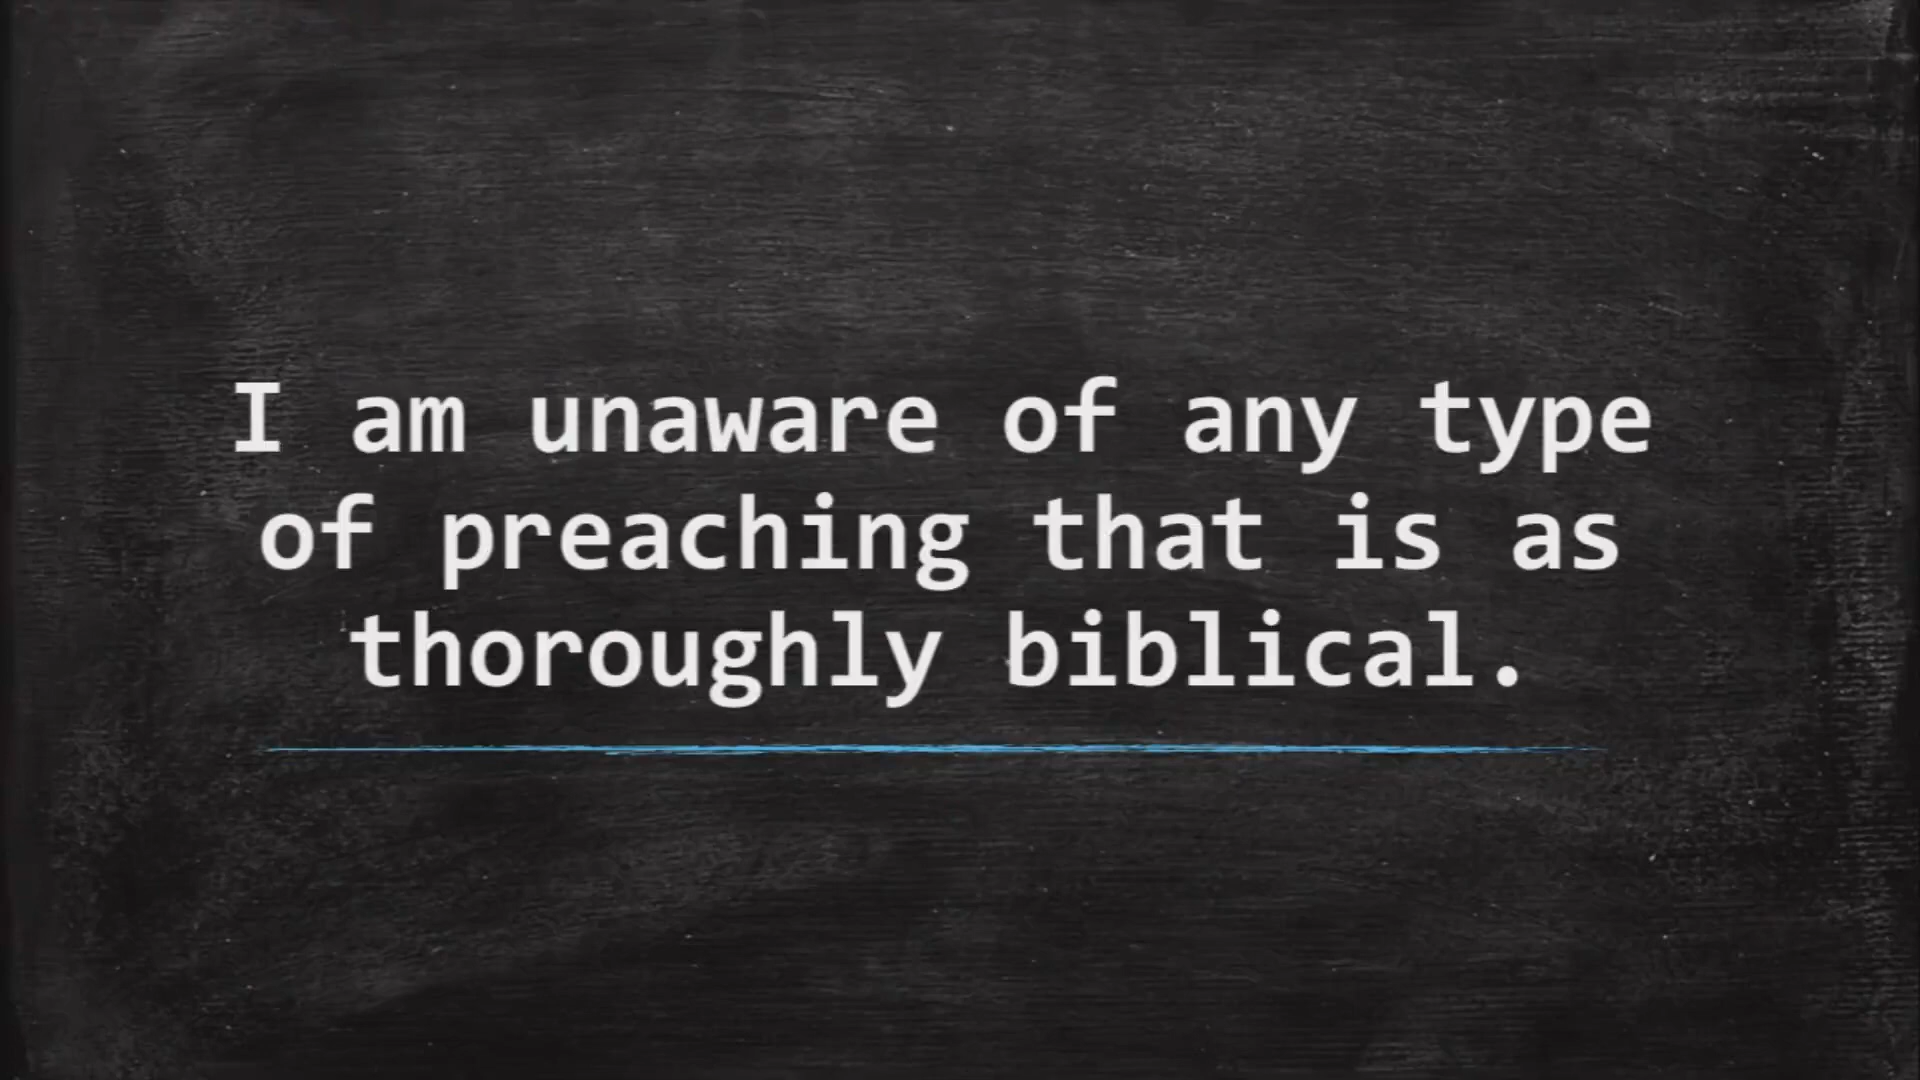 I am unaware of any type
of preaching that is as
thoroughly biblical.